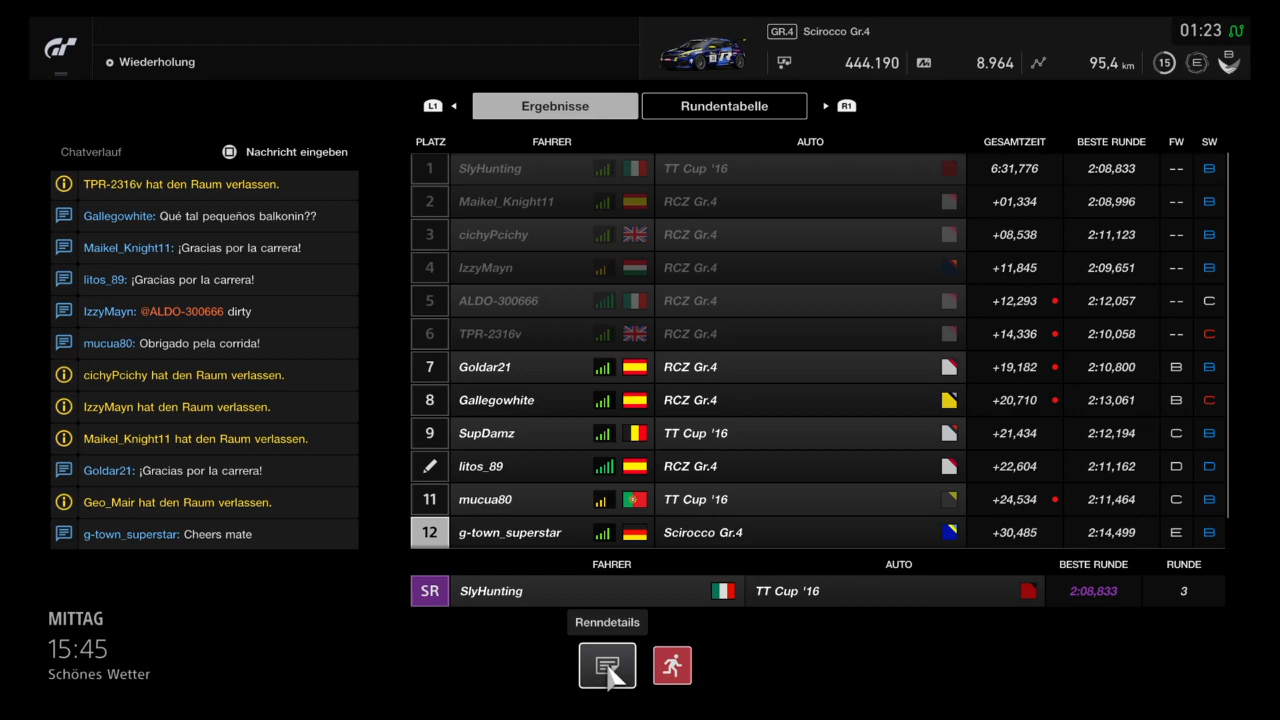 GR.4 Scirocco Gr.4
01:23
Wiederholung
444.190 8.964 95,4 km 15 E B
L1 Ergebnisse Rundentabelle R1
Chatverlauf Nachricht eingeben
TPR-2316v hat den Raum verlassen.
Gallegowhite: Qué tal pequeños balkonin??
Maikel_Knight11: ¡Gracias por la carrera!
litos_89: ¡Gracias por la carrera!
IzzyMayn: @ALDO-300666 dirty
mucua80: Obrigado pela corrida!
cichyPcichy hat den Raum verlassen.
IzzyMayn hat den Raum verlassen.
Maikel_Knight11 hat den Raum verlassen.
Goldar21: ¡Gracias por la carrera!
Geo_Mair hat den Raum verlassen.
g-town_superstar: Cheers mate
PLATZ FAHRER AUTO GESAMTZEIT BESTE RUNDE FW SW
1 SlyHunting TT Cup '16 6:31,776 2:08,833 -- B
2 Maikel_Knight11 RCZ Gr.4 +01,334 2:08,996 -- B
3 cichyPcichy RCZ Gr.4 +08,538 2:11,123 -- B
4 IzzyMayn RCZ Gr.4 +11,845 2:09,651 -- B
5 ALDO-300666 RCZ Gr.4 +12,293 2:12,057 -- C
6 TPR-2316v RCZ Gr.4 +14,336 2:10,058 -- C
7 Goldar21 RCZ Gr.4 +19,182 2:10,800 B B
8 Gallegowhite RCZ Gr.4 +20,710 2:13,061 B C
9 SupDamz TT Cup '16 +21,434 2:12,194 C B
litos_89 RCZ Gr.4 +22,604 2:11,162 D D
11 mucua80 TT Cup '16 +24,534 2:11,464 C B
12 g-town_superstar Scirocco Gr.4 +30,485 2:14,499 E B
FAHRER AUTO BESTE RUNDE RUNDE
SR SlyHunting TT Cup '16 2:08,833 3
Renndetails
MITTAG
15:45
Schönes Wetter